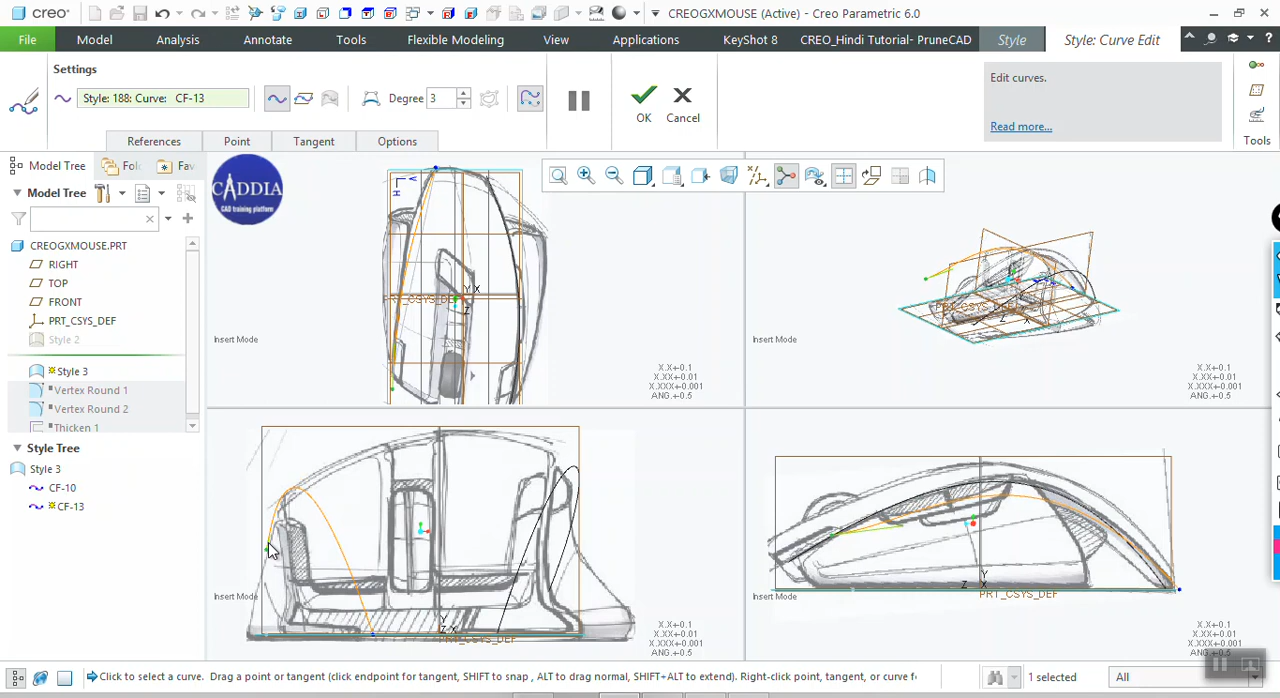 creo
CREOGXMOUSE (Active) - Creo Parametric 6.0
File Model Analysis Annotate Tools Flexible Modeling View Applications KeyShot 8 CREO_Hindi Tutorial- PruneCAD Style Style: Curve Edit
Settings
Style: 188: Curve: CF-13
Degree 3
OK Cancel
Edit curves.
Read more...
Tools
References Point Tangent Options
Model Tree Fol Fav
Model Tree
CREOGXMOUSE.PRT
RIGHT
TOP
FRONT
PRT_CSYS_DEF
Style 2
Style 3
Vertex Round 1
Vertex Round 2
Thicken 1
Style Tree
Style 3
CF-10
CF-13
CADDIA
CAD training platform
Y X
Z
Insert Mode
X.X+-0.1
X.XX+-0.01
X.XXX+-0.001
ANG.+-0.5
Insert Mode
X.X+-0.1
X.XX+-0.01
X.XXX+-0.001
ANG.+-0.5
Insert Mode
PRT_CSYS_DEF
X.X+-0.1
X.XX+-0.01
X.XXX+-0.001
ANG.+-0.5
Insert Mode
Y
Z X
PRT_CSYS_DEF
X.X+-0.1
X.XX+-0.01
X.XXX+-0.001
ANG.+-0.5
Click to select a curve. Drag a point or tangent (click endpoint for tangent, SHIFT to snap , ALT to drag normal, SHIFT+ALT to extend). Right-click point, tangent, or curve f
1 selected
All